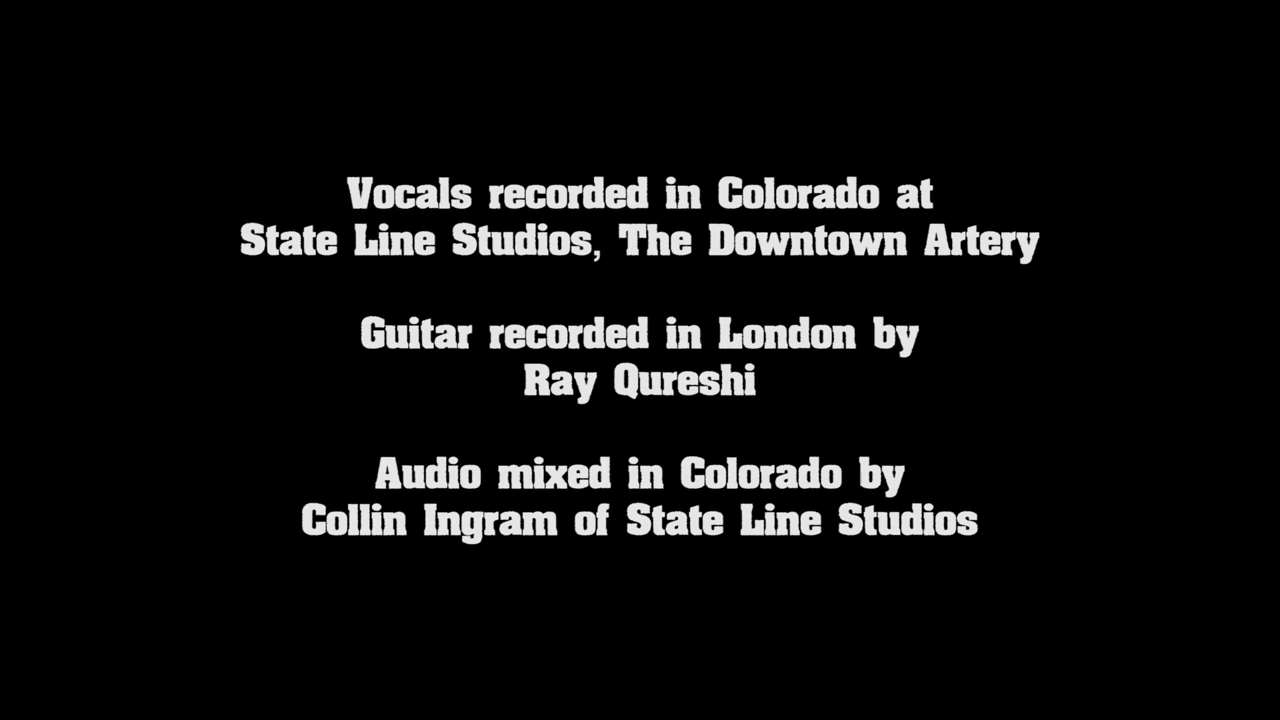 Vocals recorded in Colorado at
State Line Studios, The Downtown Artery
Guitar recorded in London by
Ray Qureshi
Audio mixed in Colorado by
Collin Ingram of State Line Studios